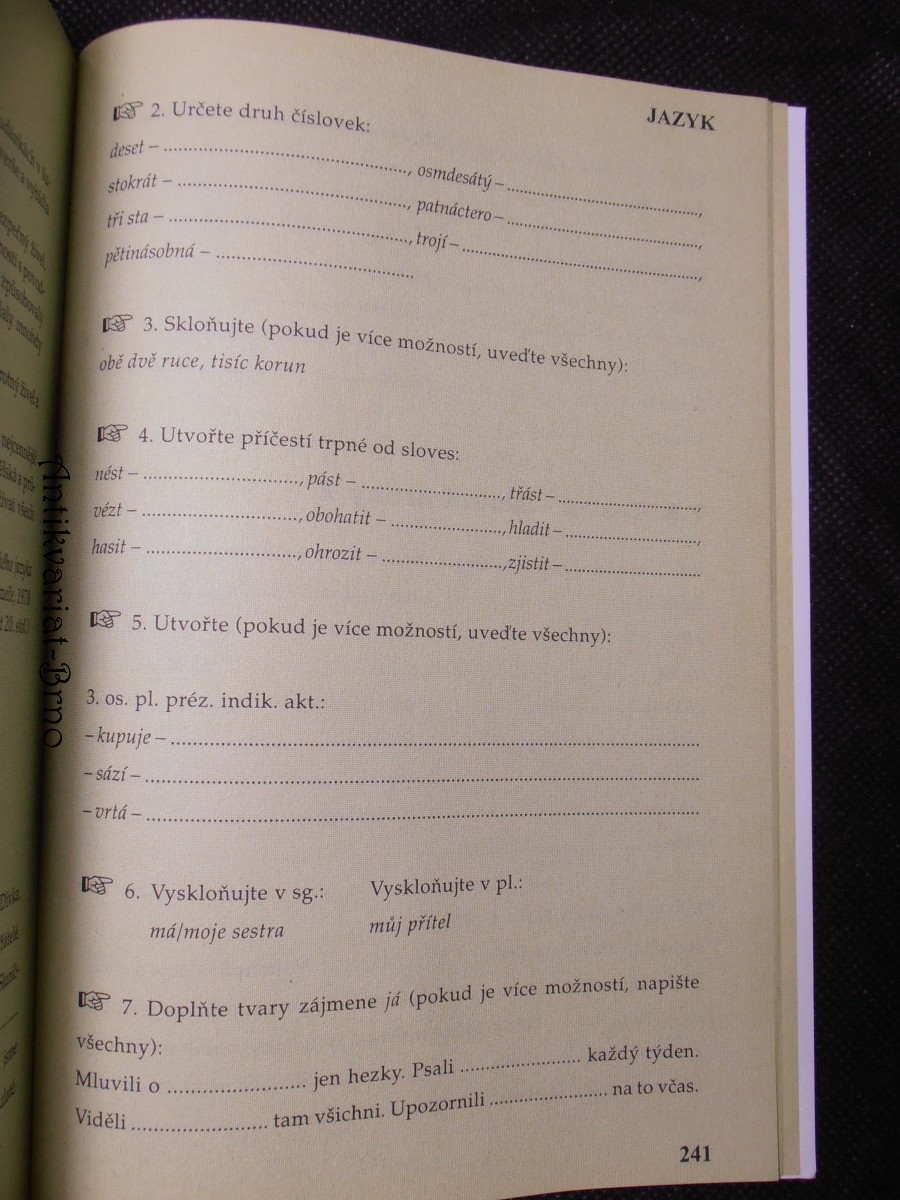 JAZYK
2. Určete druh číslovek:
deset – ..............................., osmdesátý – ...............................,
stokrát – ..............................., patnáctero – ...............................,
tři sta – ..............................., trojí – ...............................,
pětinásobná – ...............................
3. Skloňujte (pokud je více možností, uveďte všechny):
obě dvě ruce, tisíc korun
4. Utvořte příčestí trpné od sloves:
nést – ......................., pást – ......................., třást – .......................,
vézt – ......................., obohatit – ......................., hladit – .......................,
hasit – ......................., ohrozit – ......................., zjistit – .......................
5. Utvořte (pokud je více možností, uveďte všechny):
3. os. pl. préz. indik. akt.:
– kupuje – ...............................
– sází – ...............................
– vrtá – ...............................
6. Vyskloňujte v sg.: Vyskloňujte v pl.:
má/moje sestra můj přítel
7. Doplňte tvary zájmene já (pokud je více možností, napište
všechny):
Mluvili o ....................... jen hezky. Psali ....................... každý týden.
Viděli ....................... tam všichni. Upozornili ....................... na to včas.
241
Antikvariat-Brno